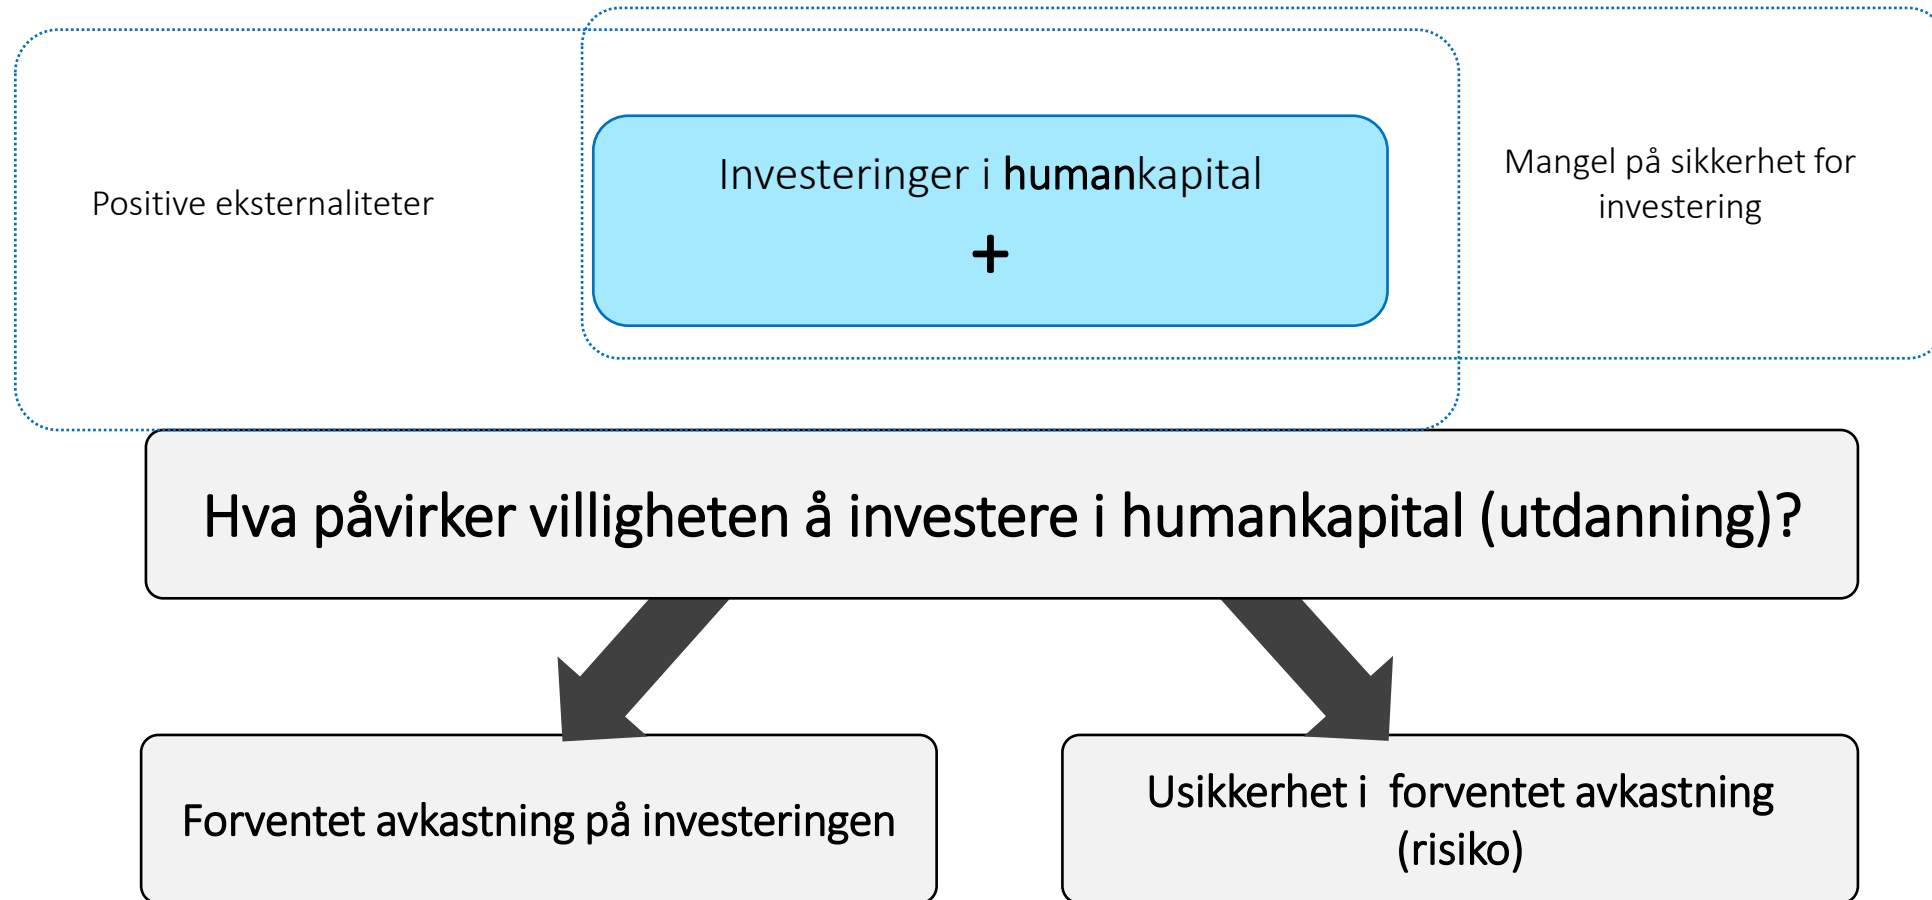 Positive eksternaliteter
Investeringer i humankapital
+
Mangel på sikkerhet for
investering
Hva påvirker villigheten å investere i humankapital (utdanning)?
Forventet avkastning på investeringen
Usikkerhet i forventet avkastning
(risiko)